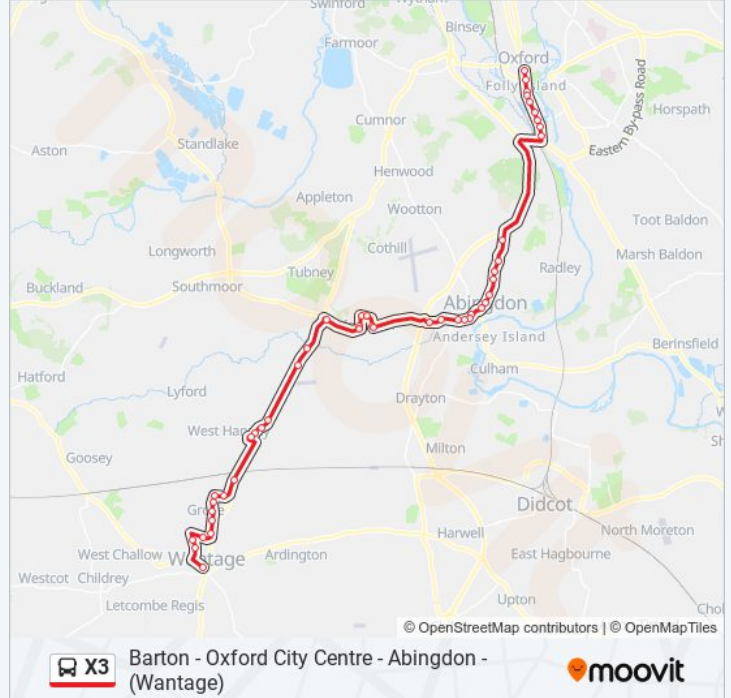 Swinford
Wytham
Binsey
Farmoor
Oxford
Folly Island
Eastern By-pass Road
Horspath
Cumnor
Standlake
Aston
Henwood
Appleton
Wootton
Toot Baldon
Cothill
Longworth
Marsh Baldon
Radley
Tubney
Buckland
Southmoor
Abingdon
Andersey Island
Berinsfield
Culham
Hatford
Lyford
Drayton
West Han
Milton
Goosey
Didcot
Gro
North Moreton
Harwell
West Challow
Wantage
Ardington
East Hagbourne
Westcot
Childrey
Upton
Letcombe Regis
Chol
© OpenStreetMap contributors | © OpenMapTiles
X3
Barton - Oxford City Centre - Abingdon -
(Wantage)
moovit